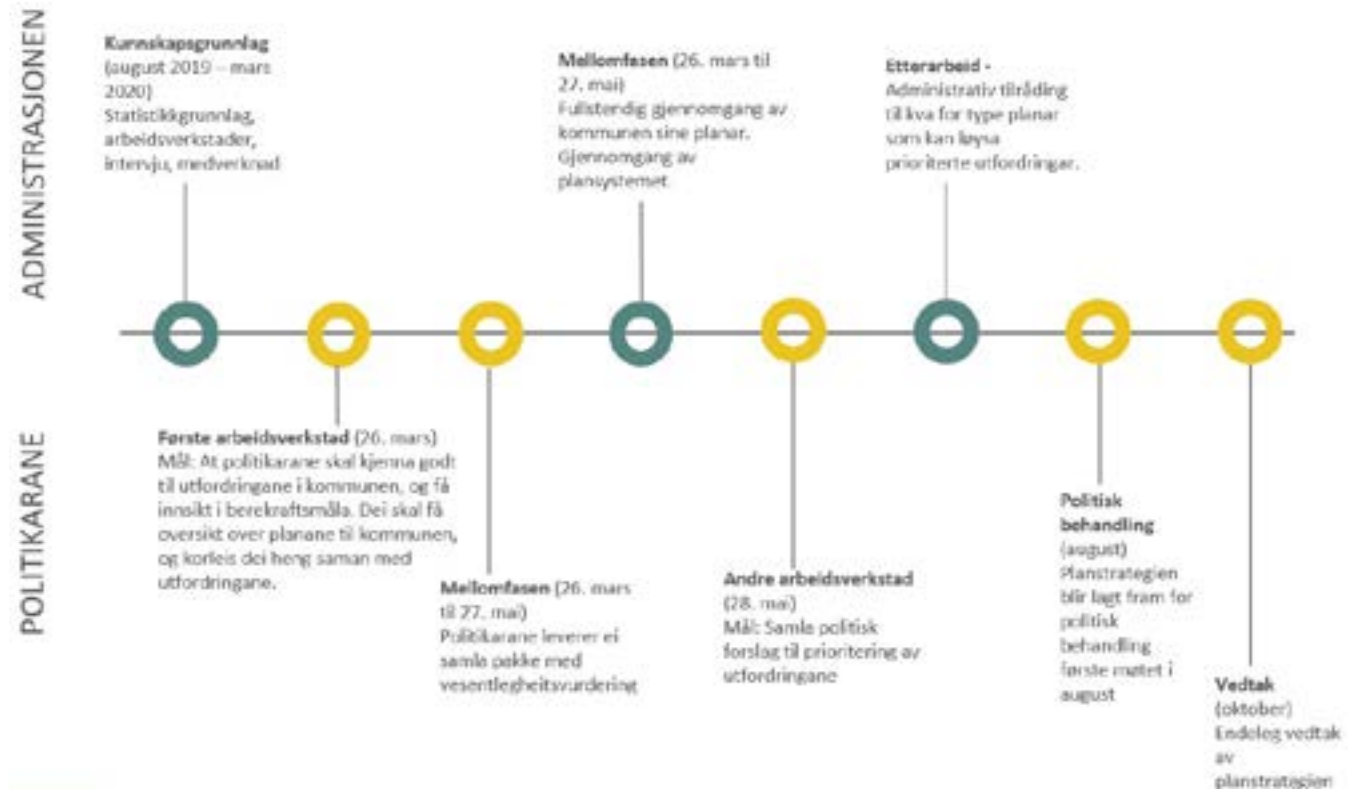 ADMINISTRASJONEN
Kunnskapsgrunnlag
(august 2019 – mars
2020)
Statistikkgrunnlag,
arbeidsverkstader,
intervju, medverknad
Mellomfasen (26. mars til
27. mai)
Fullstendig gjennomgang av
kommunen sine planar.
Gjennomgang av
plansystemet
Etterarbeid -
Administrativ tilråding
til kva for type planar
som kan løysa
prioriterte utfordringar.
POLITIKARANE
Første arbeidsverkstad (26. mars)
Mål: At politikarane skal kjenna godt
til utfordringane i kommunen, og få
innsikt i berekraftsmåla. Dei skal få
oversikt over planane til kommunen,
og korleis dei heng saman med
utfordringane.
Mellomfasen (26. mars
til 27. mai)
Politikarane leverer ei
samla pakke med
vesentlegheitsvurdering
Andre arbeidsverkstad
(28. mai)
Mål: Samla politisk
forslag til prioritering av
utfordringane
Politisk
behandling
(august)
Planstrategien
blir lagt fram for
politisk
behandling
første møtet i
august
Vedtak
(oktober)
Endeleg vedtak
av
planstrategien